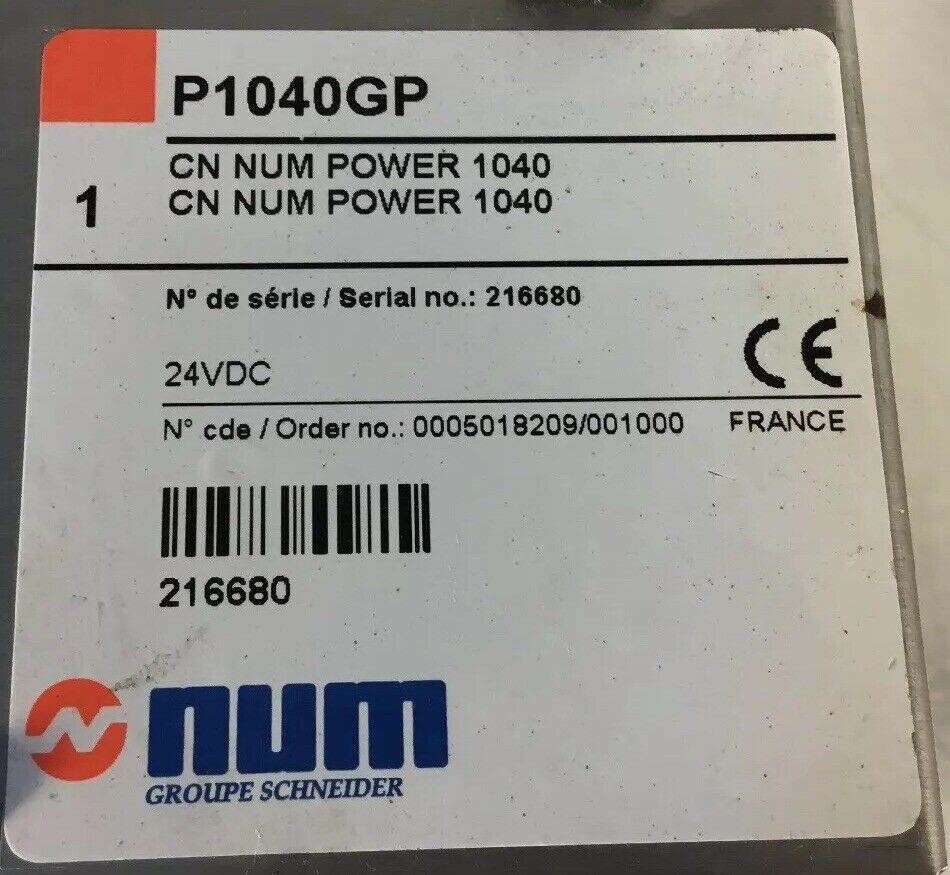 P1040GP
CN NUM POWER 1040
1
CN NUM POWER 1040
N° de série / Serial no.: 216680
24VDC
CE
N° cde / Order no.: 0005018209/001000
FRANCE
216680
num
GROUPE SCHNEIDER